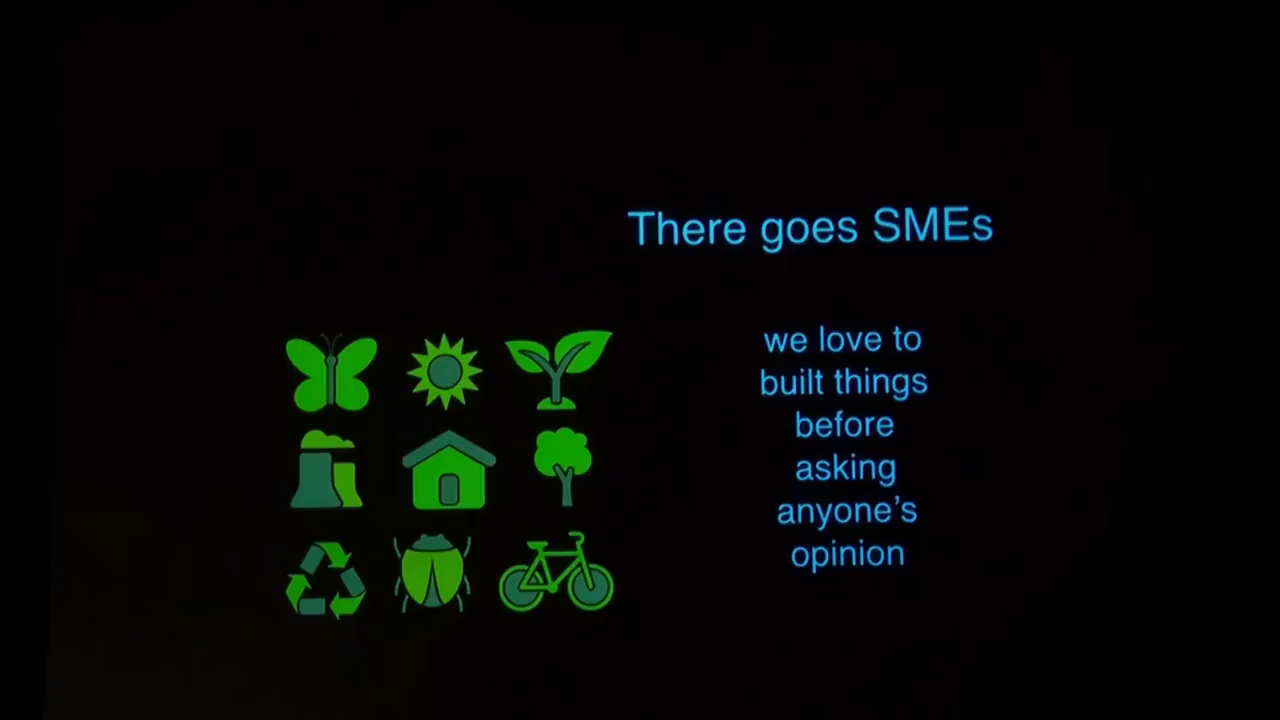 There goes SMEs
we love to
built things
before
asking
anyone's
opinion